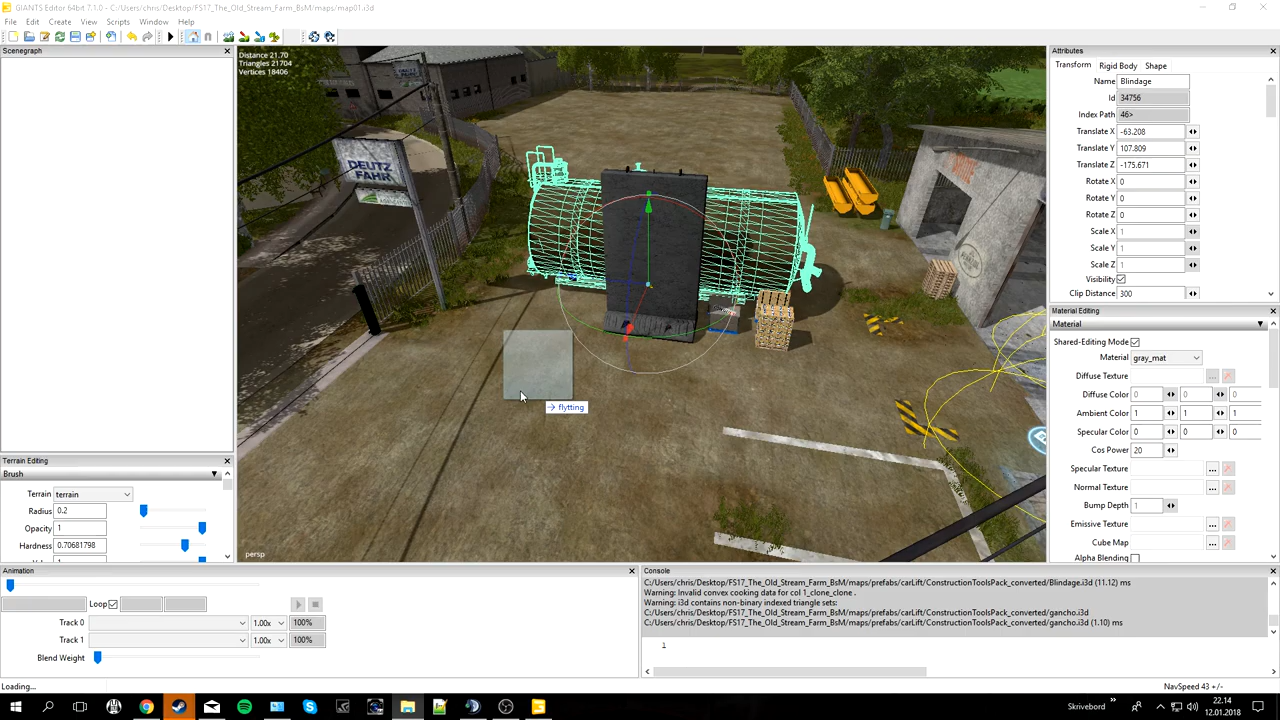 GIANTS Editor 64bit 7.1.0 - C:/Users/chris/Desktop/FS17_The_Old_Stream_Farm_BsM/maps/map01.i3d
File Edit Create View Scripts Window Help
Scenegraph
Distance 21.70
Triangles 21704
Vertices 18406
DEUTZ
FAHR
flytting
persp
Attributes
Transform Rigid Body Shape
Name Blindage
Id 34756
Index Path 46>
Translate X -63.208
Translate Y 107.809
Translate Z -175.671
Rotate X 0
Rotate Y 0
Rotate Z 0
Scale X 1
Scale Y 1
Scale Z 1
Visibility
Clip Distance 300
Material Editing
Material
Shared-Editing Mode
Material gray_mat
Diffuse Texture ...
Diffuse Color 0 0 0
Ambient Color 1 1 1
Specular Color 0 0 0
Cos Power 20
Specular Texture ...
Normal Texture ...
Bump Depth 1
Emissive Texture ...
Cube Map ...
Alpha Blending
Terrain Editing
Brush
Terrain terrain
Radius 0.2
Opacity 1
Hardness 0.70681798
Animation
Loop
Track 0 1.00x 100%
Track 1 1.00x 100%
Blend Weight
Console
C:/Users/chris/Desktop/FS17_The_Old_Stream_Farm_BsM/maps/prefabs/carLift/ConstructionToolsPack_converted/Blindage.i3d (11.12) ms
Warning: Invalid convex cooking data for col 1_clone_clone .
Warning: i3d contains non-binary indexed triangle sets:
C:/Users/chris/Desktop/FS17_The_Old_Stream_Farm_BsM/maps/prefabs/carLift/ConstructionToolsPack_converted/gancho.i3d
C:/Users/chris/Desktop/FS17_The_Old_Stream_Farm_BsM/maps/prefabs/carLift/ConstructionToolsPack_converted/gancho.i3d (1.10) ms
1
Loading...
NavSpeed 43 +/-
Skrivebord
22.14
12.01.2018